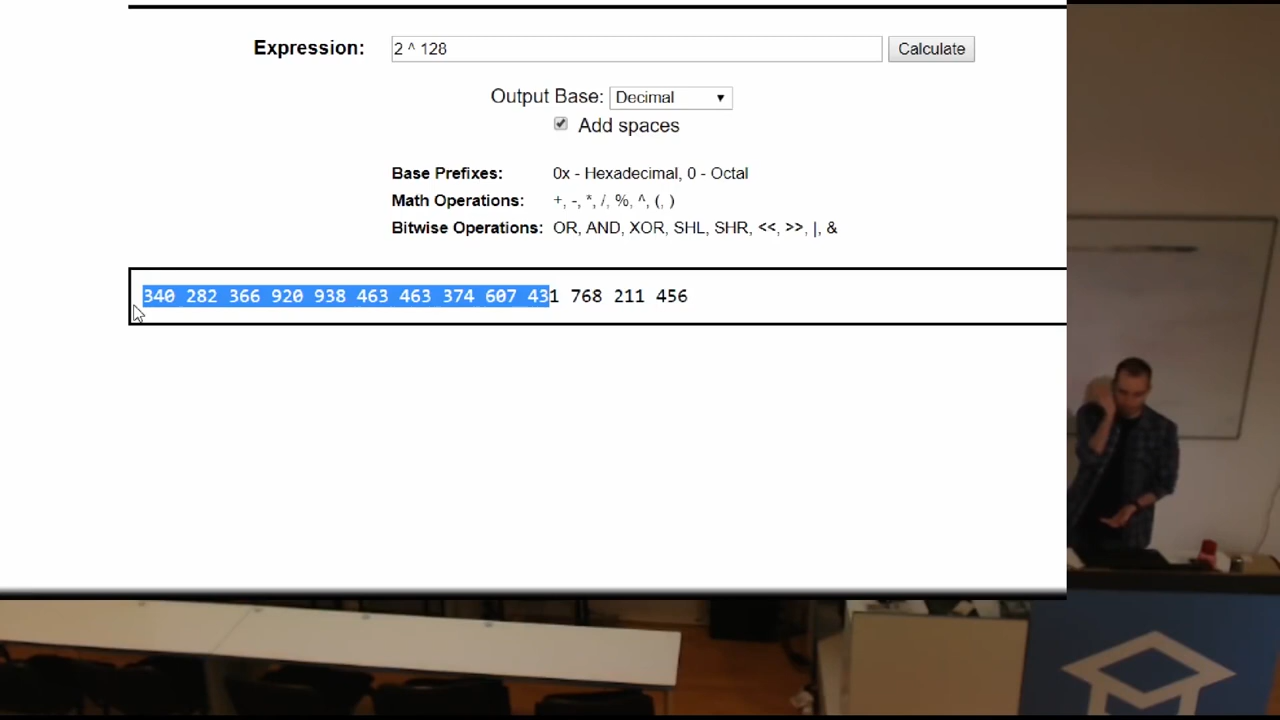 Expression: 2 ^ 128 Calculate
Output Base: Decimal
Add spaces
Base Prefixes: 0x - Hexadecimal, 0 - Octal
Math Operations: +, -, *, /, %, ^, (, )
Bitwise Operations: OR, AND, XOR, SHL, SHR, <<, >>, |, &
340 282 366 920 938 463 463 374 607 431 768 211 456